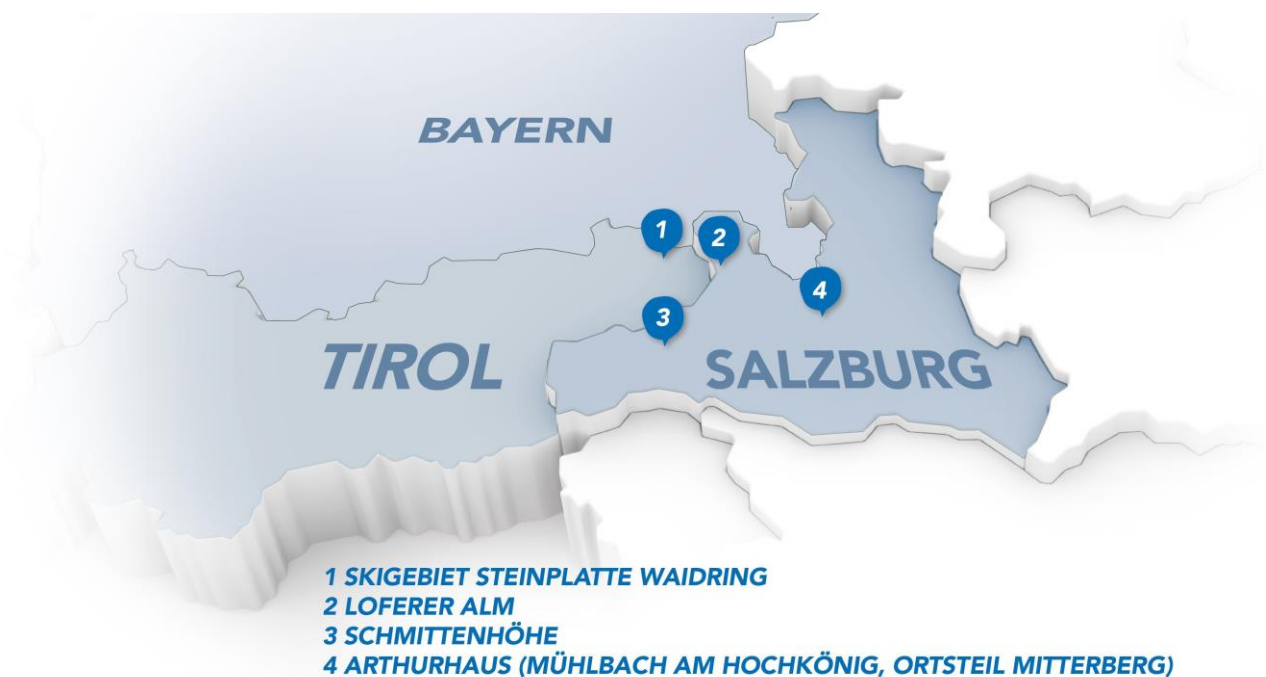 BAYERN
1
2
4
3
TIROL
SALZBURG
1 SKIGEBIET STEINPLATTE WAIDRING
2 LOFERER ALM
3 SCHMITTENHÖHE
4 ARTHURHAUS (MÜHLBACH AM HOCHKÖNIG, ORTSTEIL MITTERBERG)